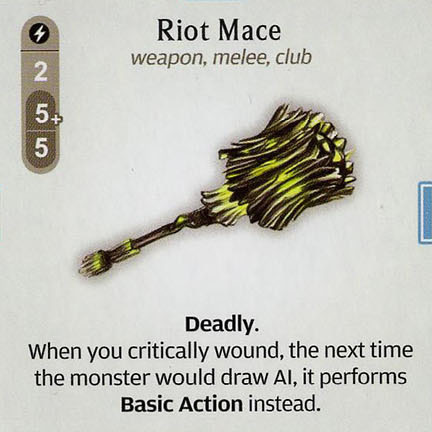 Riot Mace
weapon, melee, club
2
5+
5
Deadly.
When you critically wound, the next time
the monster would draw AI, it performs
Basic Action instead.